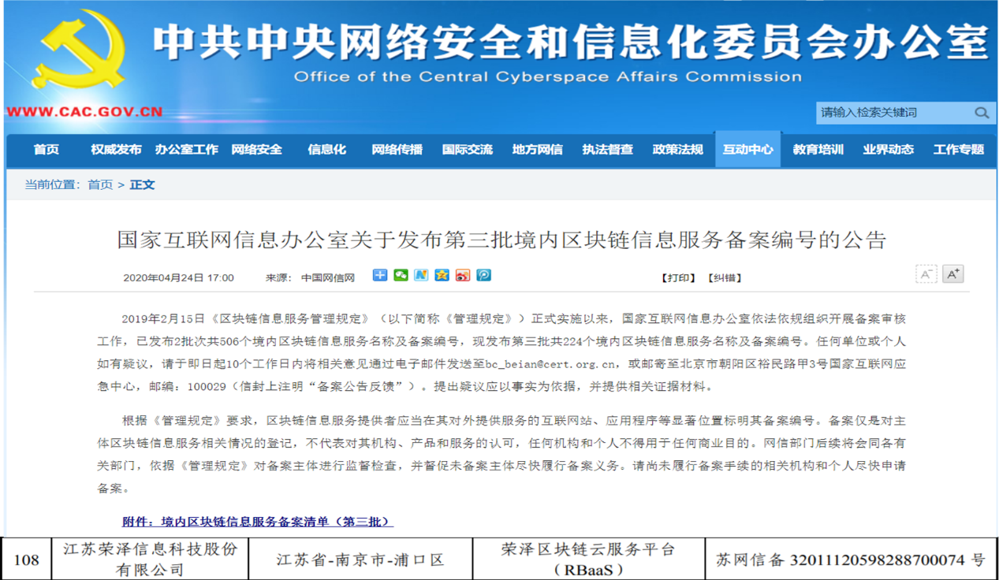 中共中央网络安全和信息化委员会办公室
Office of the Central Cyberspace Affairs Commission
WWW.CAC.GOV.CN
请输入检索关键词
首页 权威发布 办公室工作 网络安全 信息化 网络传播 国际交流 地方网信 执法督查 政策法规 互动中心 教育培训 业界动态 工作专题
当前位置：首页 > 正文
国家互联网信息办公室关于发布第三批境内区块链信息服务备案编号的公告
2020年04月24日 17:00 来源： 中国网信网 【打印】 【纠错】 A- A+
2019年2月15日《区块链信息服务管理规定》（以下简称《管理规定》）正式实施以来，国家互联网信息办公室依法依规组织开展备案审核
工作，已发布2批次共506个境内区块链信息服务名称及备案编号，现发布第三批共224个境内区块链信息服务名称及备案编号。任何单位或个人
如有疑议，请于即日起10个工作日内将相关意见通过电子邮件发送至bc_beian@cert.org.cn，或邮寄至北京市朝阳区裕民路甲3号国家互联网应
急中心，邮编：100029（信封上注明“备案公告反馈”）。提出疑议应以事实为依据，并提供相关证据材料。
根据《管理规定》要求，区块链信息服务提供者应当在其对外提供服务的互联网站、应用程序等显著位置标明其备案编号。备案仅是对主
体区块链信息服务相关情况的登记，不代表对其机构、产品和服务的认可，任何机构和个人不得用于任何商业目的。网信部门后续将会同各有
关部门，依据《管理规定》对备案主体进行监督检查，并督促未备案主体尽快履行备案义务。请尚未履行备案手续的相关机构和个人尽快申请
备案。
附件：境内区块链信息服务备案清单（第三批）
108
江苏荣泽信息科技股份
有限公司
江苏省-南京市-浦口区
荣泽区块链云服务平台
（RBaaS）
苏网信备 32011120598288700074 号